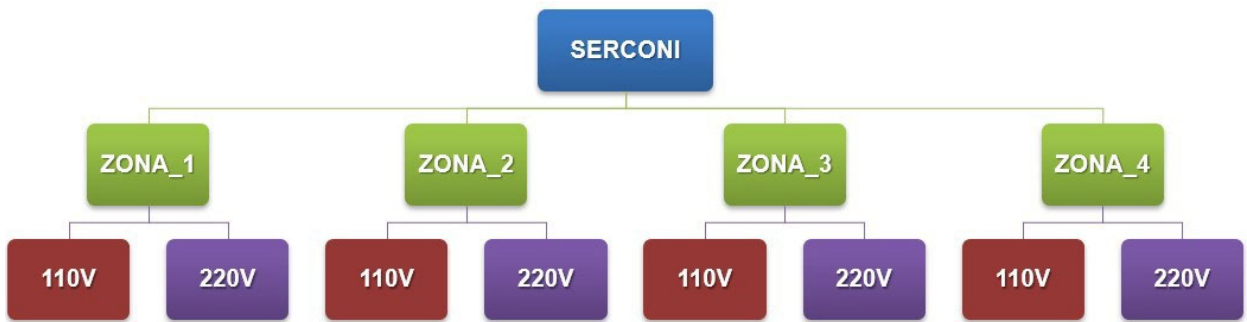 SERCONI
ZONA_1 ZONA_2 ZONA_3 ZONA_4
110V 220V 110V 220V 110V 220V 110V 220V